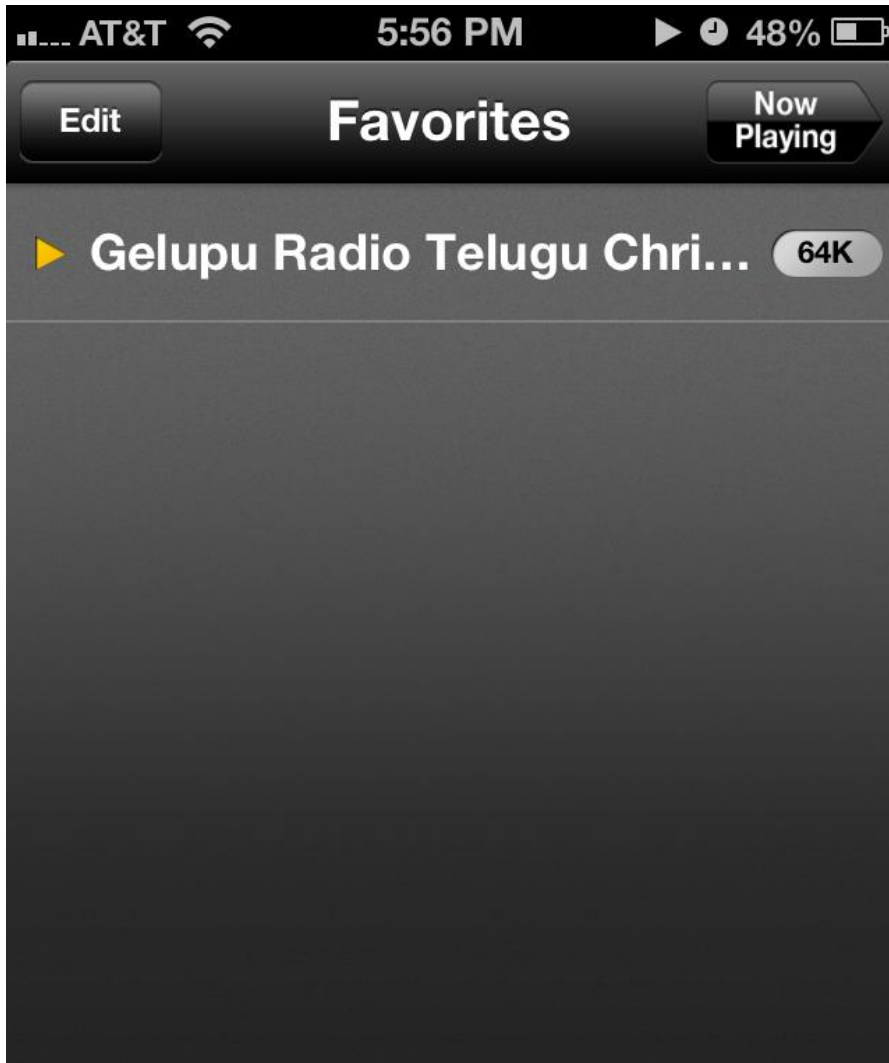 AT&T 5:56 PM 48%
Edit Favorites Now Playing
Gelupu Radio Telugu Chri... 64K